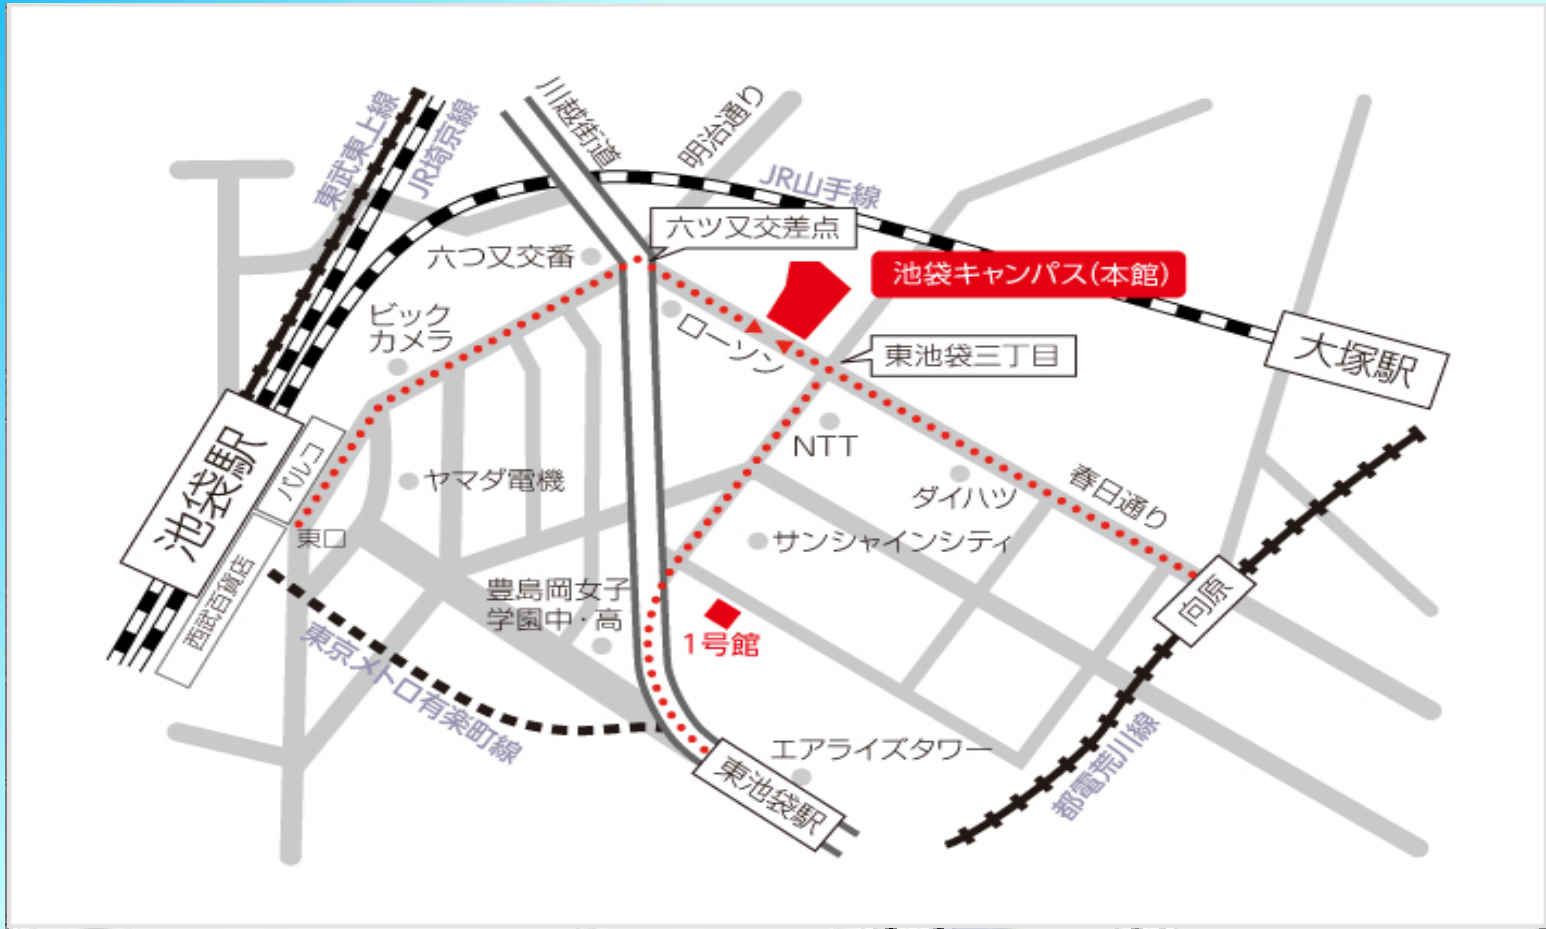 東武東上線
JR埼京線
川越街道
明治通り
JR山手線
六ツ又交差点
六つ又交番
池袋キャンパス(本館)
ビック
カメラ
ローソン
東池袋三丁目
大塚駅
池袋駅
パルコ
NTT
ヤマダ電機
ダイハツ
春日通り
東口
サンシャインシティ
西武百貨店
豊島岡女子
学園中・高
1号館
向原
東京メトロ有楽町線
エアライズタワー
東池袋駅
都電荒川線